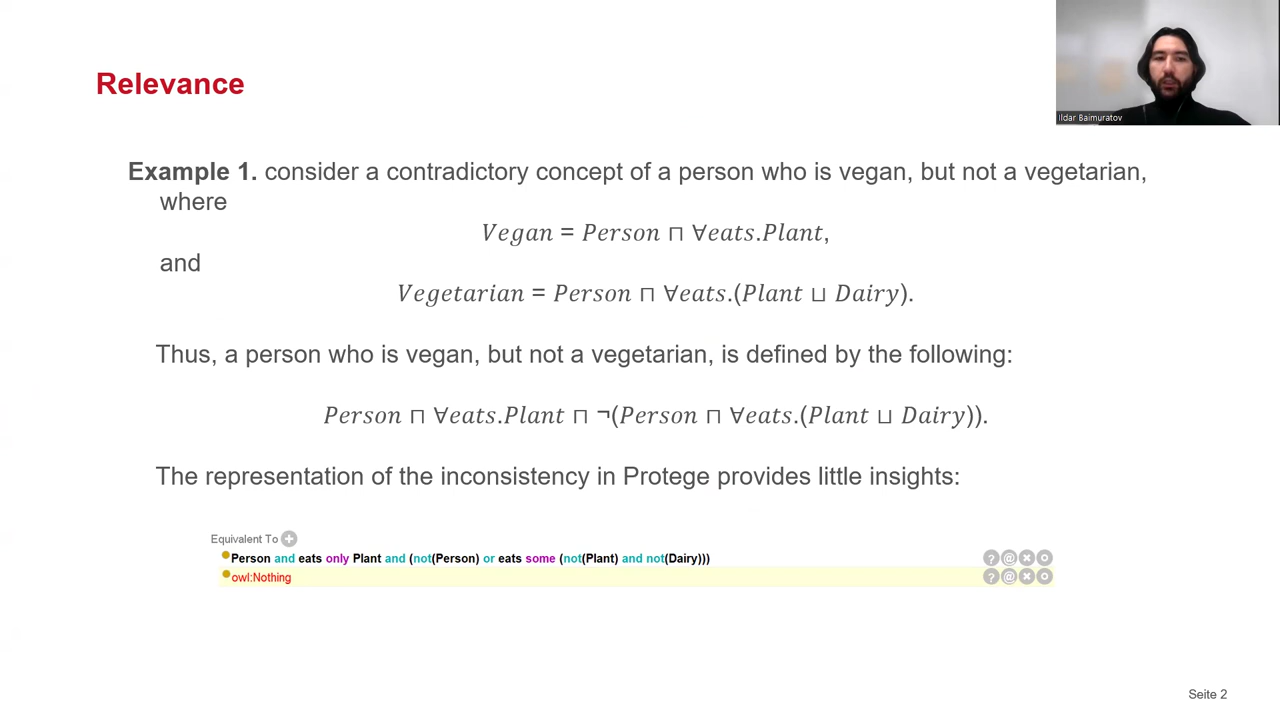 Relevance
Ildar Baimuratov
Example 1. consider a contradictory concept of a person who is vegan, but not a vegetarian,
where
Vegan = Person ⊓ ∀eats.Plant,
and
Vegetarian = Person ⊓ ∀eats.(Plant ⊔ Dairy).
Thus, a person who is vegan, but not a vegetarian, is defined by the following:
Person ⊓ ∀eats.Plant ⊓ ¬(Person ⊓ ∀eats.(Plant ⊔ Dairy)).
The representation of the inconsistency in Protege provides little insights:
Equivalent To
Person and eats only Plant and (not(Person) or eats some (not(Plant) and not(Dairy)))
owl:Nothing
Seite 2